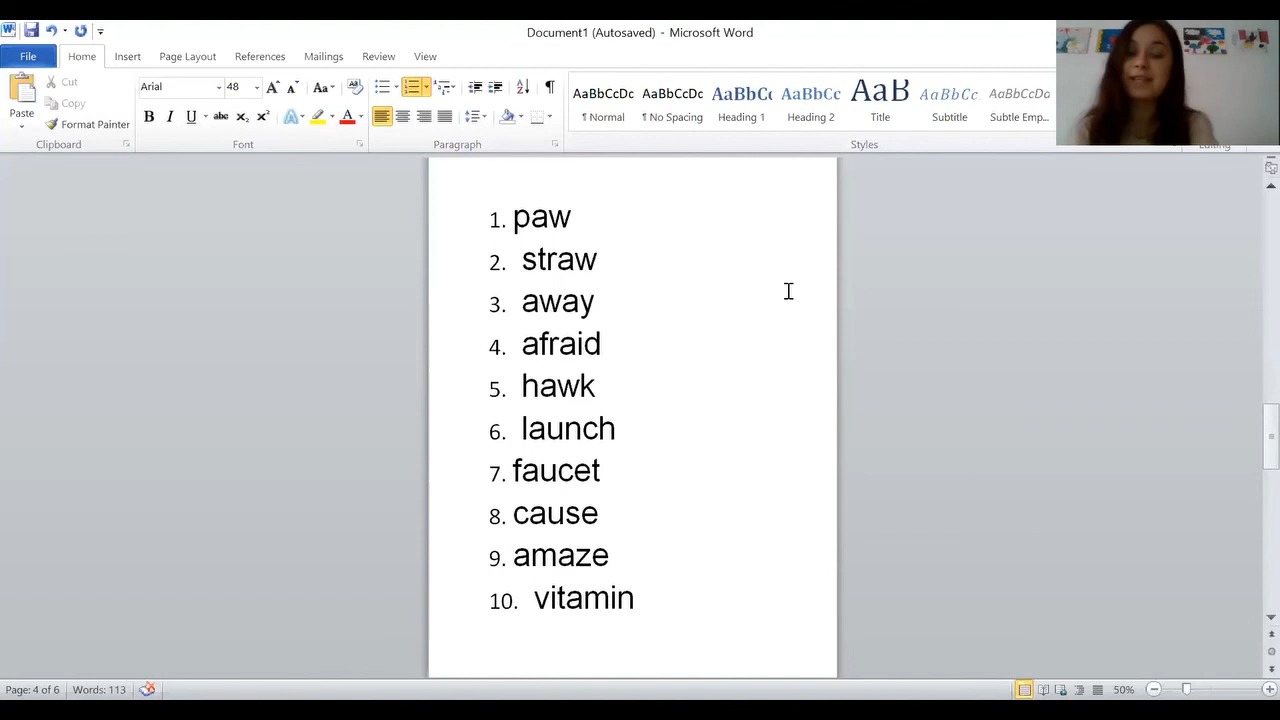 Document1 (Autosaved) - Microsoft Word
File Home Insert Page Layout References Mailings Review View
Cut
Copy
Paste
Format Painter
Clipboard
Arial 48
Font
Paragraph
AaBbCcDc AaBbCcDc AaBbCc AaBbCc AaB AaBbCc. AaBbCcDa
¶ Normal ¶ No Spacing Heading 1 Heading 2 Title Subtitle Subtle Emp...
Styles
1. paw
2. straw
3. away
4. afraid
5. hawk
6. launch
7. faucet
8. cause
9. amaze
10. vitamin
Page: 4 of 6 Words: 113 50%